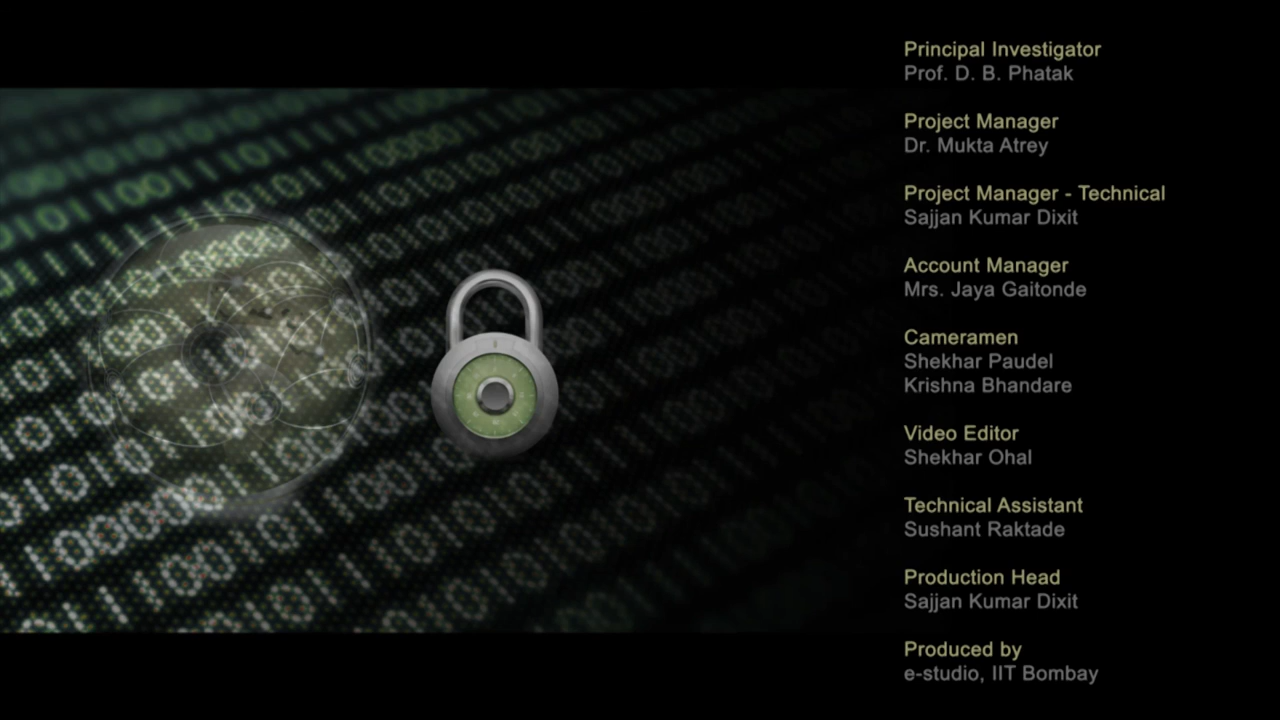 Principal Investigator
Prof. D. B. Phatak
Project Manager
Dr. Mukta Atrey
Project Manager - Technical
Sajjan Kumar Dixit
Account Manager
Mrs. Jaya Gaitonde
Cameramen
Shekhar Paudel
Krishna Bhandare
Video Editor
Shekhar Ohal
Technical Assistant
Sushant Raktade
Production Head
Sajjan Kumar Dixit
Produced by
e-studio, IIT Bombay